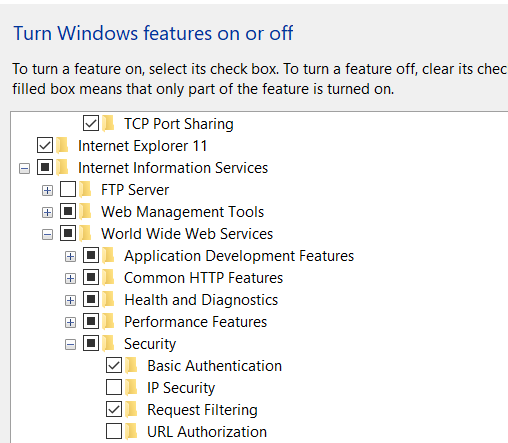 Turn Windows features on or off
To turn a feature on, select its check box. To turn a feature off, clear its
filled box means that only part of the feature is turned on.
TCP Port Sharing
Internet Explorer 11
Internet Information Services
FTP Server
Web Management Tools
World Wide Web Services
Application Development Features
Common HTTP Features
Health and Diagnostics
Performance Features
Security
Basic Authentication
IP Security
Request Filtering
URL Authorization